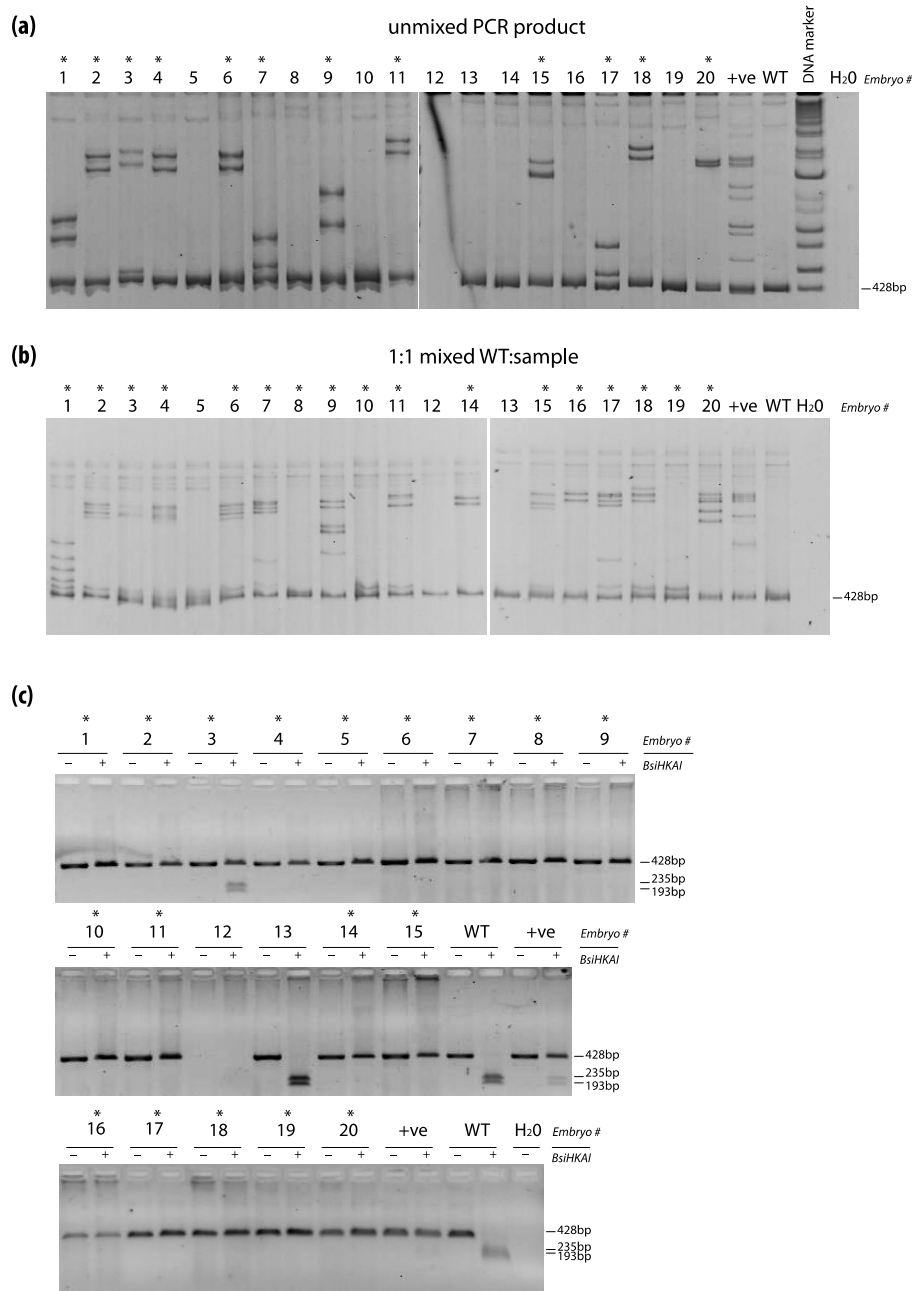 (a)
unmixed PCR product
* * * * * * * * * * * *
1 2 3 4 5 6 7 8 9 10 11 12 13 14 15 16 17 18 19 20 +ve WT DNA marker H20 Embryo #
428bp
(b)
1:1 mixed WT:sample
* * * * * * * * * * * * * * * * *
1 2 3 4 5 6 7 8 9 10 11 12 14 13 15 16 17 18 19 20 +ve WT H20 Embryo #
428bp
(c)
* * * * * * * * *
1 2 3 4 5 6 7 8 9 Embryo #
– + – + – + – + – + – + – + – + – + BsiHKAI
428bp
235bp
193bp
* * * *
10 11 12 13 14 15 WT +ve Embryo #
– + – + – + – + – + – + – + – + BsiHKAI
428bp
235bp
193bp
* * * * *
16 17 18 19 20 +ve WT H20 Embryo #
– + – + – + – + – + – + – + – BsiHKAI
428bp
235bp
193bp